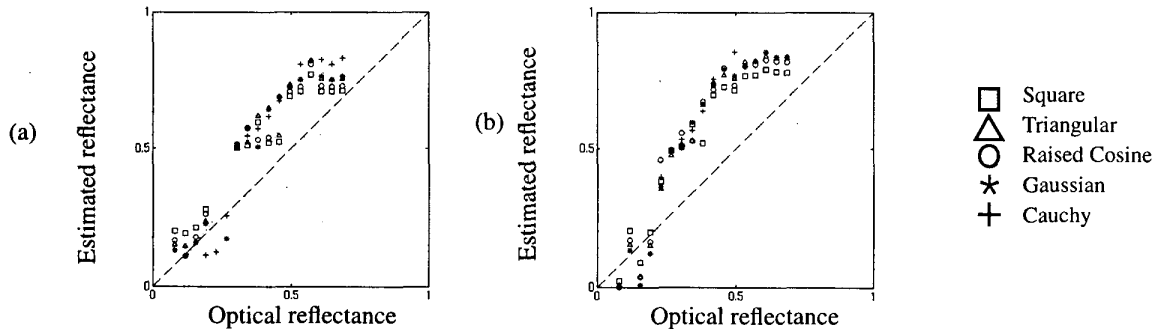 (a)
Estimated reflectance
1
0.5
0
0
0.5
1
Optical reflectance
(b)
Estimated reflectance
1
0.5
0
0
0.5
1
Optical reflectance
Square
Triangular
Raised Cosine
Gaussian
Cauchy